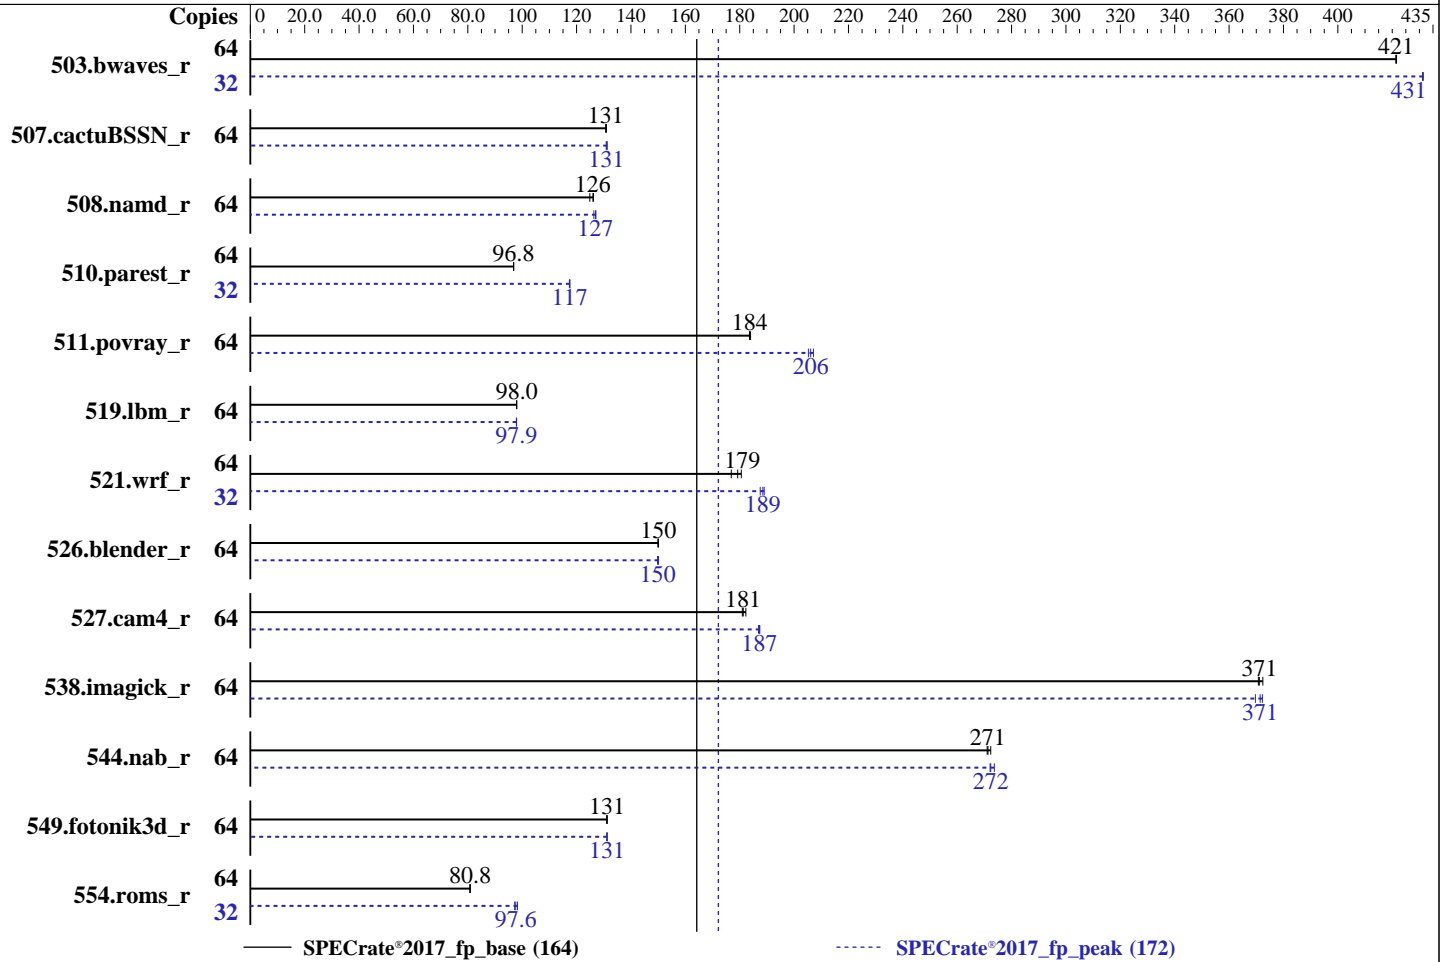 Copies 0 20.0 40.0 60.0 80.0 100 120 140 160 180 200 220 240 260 280 300 320 340 360 380 400 435
503.bwaves_r 64 421
32 431
507.cactuBSSN_r 64 131
131
508.namd_r 64 126
127
510.parest_r 64 96.8
32 117
511.povray_r 64 184
206
519.lbm_r 64 98.0
97.9
521.wrf_r 64 179
32 189
526.blender_r 64 150
150
527.cam4_r 64 181
187
538.imagick_r 64 371
371
544.nab_r 64 271
272
549.fotonik3d_r 64 131
131
554.roms_r 64 80.8
32 97.6
SPECrate®2017_fp_base (164) SPECrate®2017_fp_peak (172)